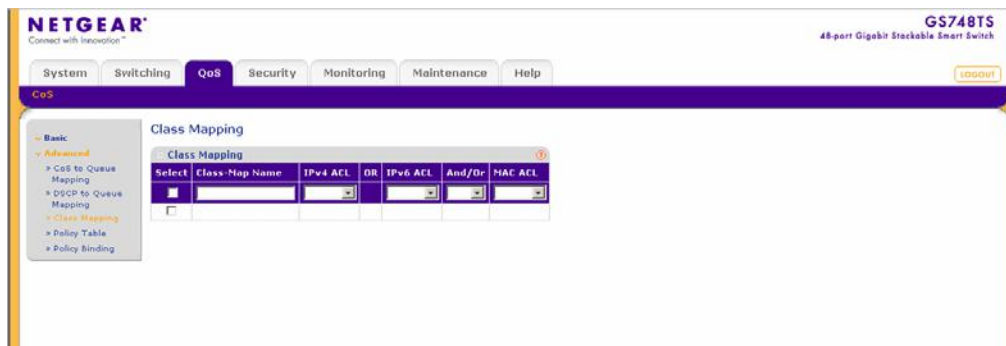 NETGEAR®
Connect with Innovation™
GS748TS
48-port Gigabit Stackable Smart Switch
System Switching QoS Security Monitoring Maintenance Help
LOGOUT
CoS
Basic
Advanced
» CoS to Queue
Mapping
» DSCP to Queue
Mapping
» Class Mapping
» Policy Table
» Policy Binding
Class Mapping
Class Mapping
Select Class-Map Name IPv4 ACL OR IPv6 ACL And/Or MAC ACL